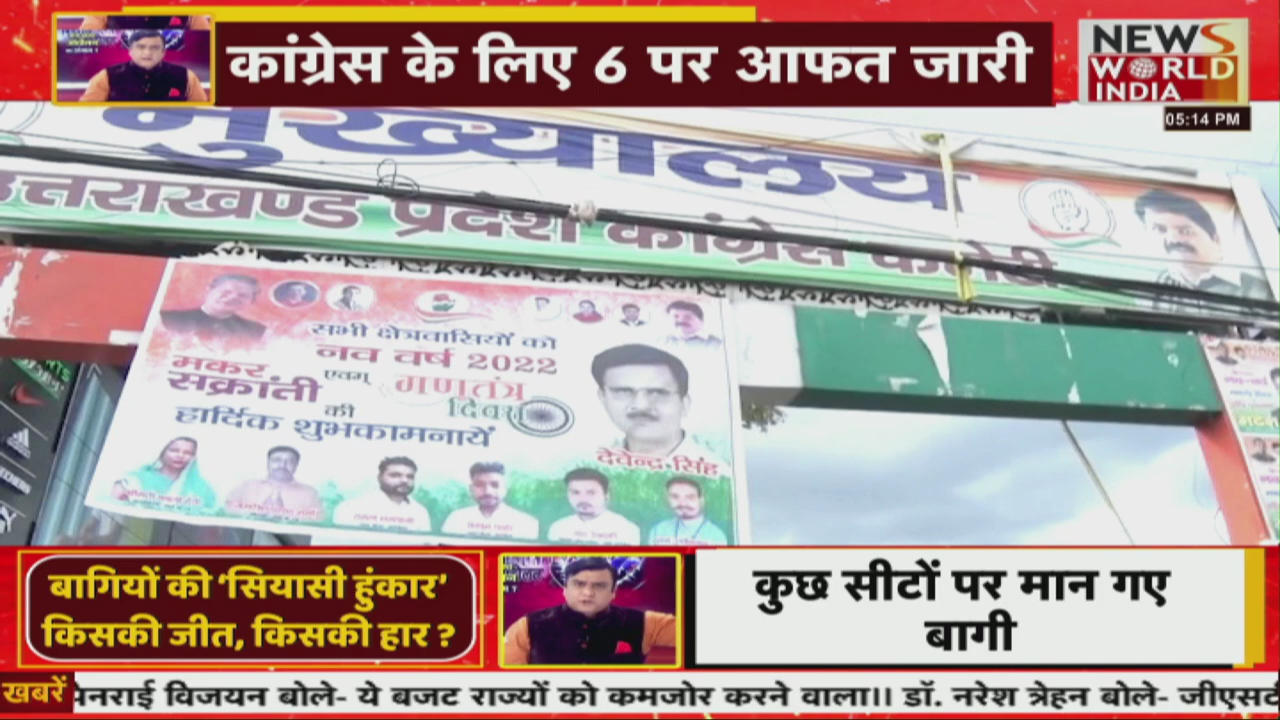 कांग्रेस के लिए 6 पर आफत जारी
NEWS
WORLD
INDIA
05:14 PM
मुख्यालय
उत्तराखण्ड प्रदेश कांग्रेस कमेटी
सभी क्षेत्रवासियों को
नव वर्ष 2022
मकर
सक्रांती
एवम्
गणतंत्र
दिवस
की
हार्दिक शुभकामनायें
देवेन्द्र सिंह
बागियों की 'सियासी हुंकार'
किसकी जीत, किसकी हार ?
कुछ सीटों पर मान गए
बागी
खबरें
पिनराई विजयन बोले- ये बजट राज्यों को कमजोर करने वाला।। डॉ. नरेश त्रेहन बोले-